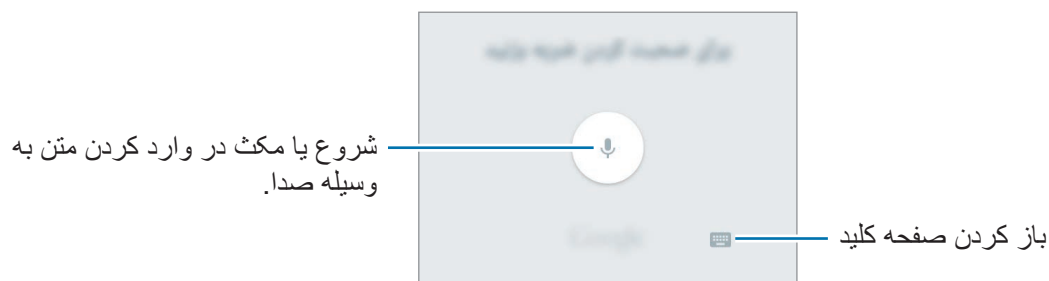 شروع یا مکث در وارد کردن متن به
وسیله صدا.
باز کردن صفحه کلید